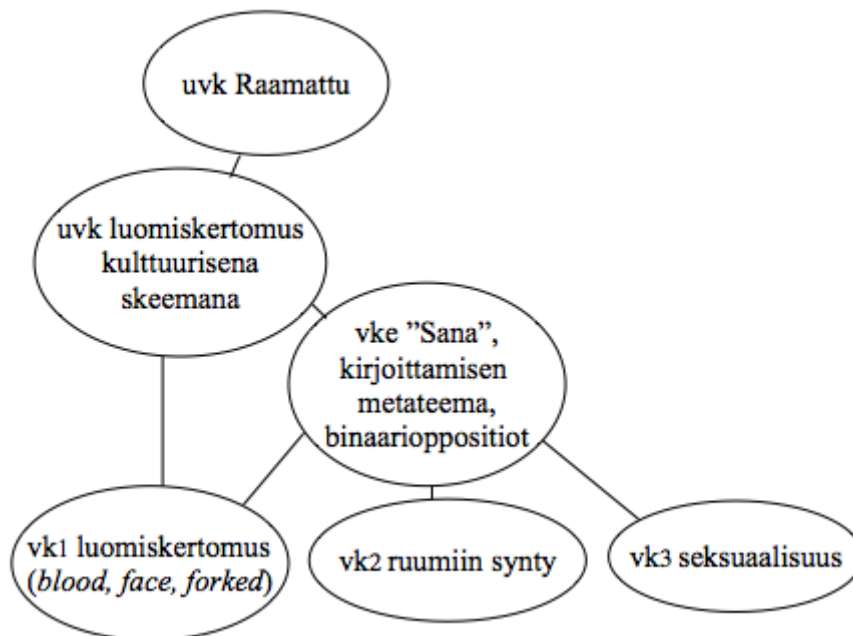 uvk Raamattu
uvk luomiskertomus
kulttuurisena
skeemana
vke ”Sana”,
kirjoittamisen
metateema,
binaarioppositiot
vk1 luomiskertomus
(blood, face, forked)
vk2 ruumiin synty
vk3 seksuaalisuus